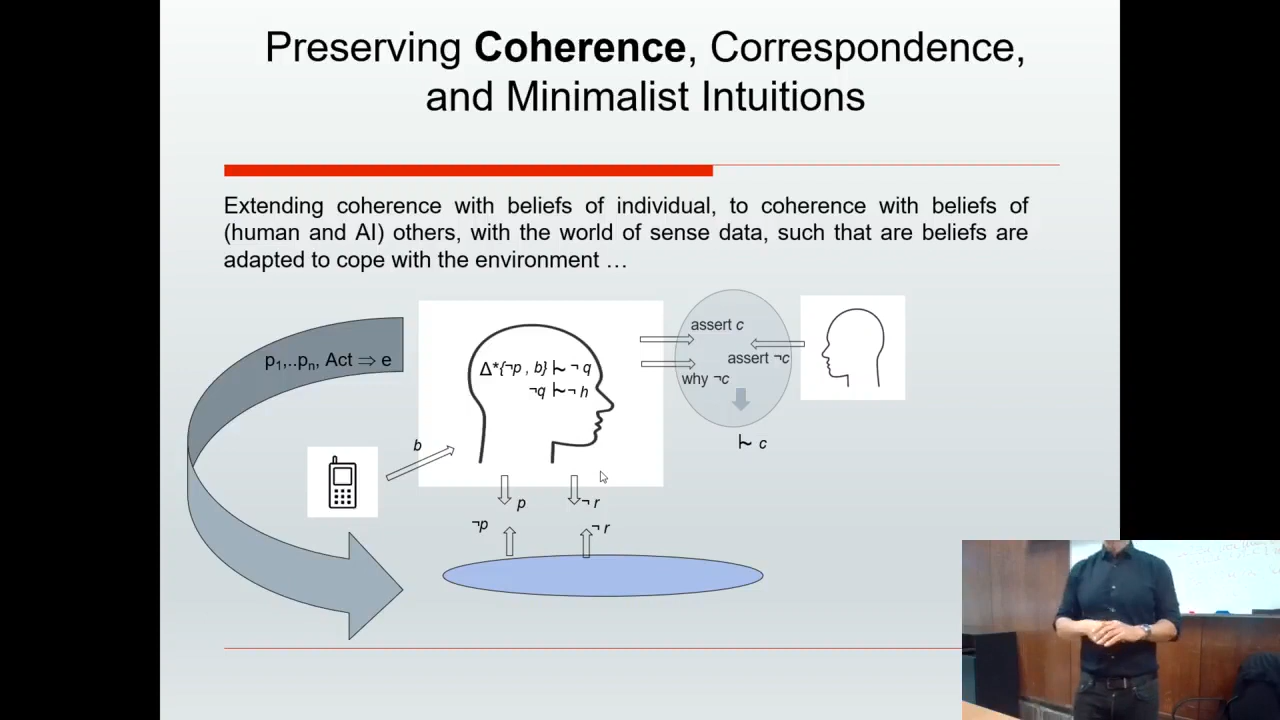 Preserving Coherence, Correspondence,
and Minimalist Intuitions
Extending coherence with beliefs of individual, to coherence with beliefs of
(human and AI) others, with the world of sense data, such that are beliefs are
adapted to cope with the environment …
p₁,..pₙ, Act ⇒ e
Δ*{¬p , b} |~ ¬ q
¬q |~ ¬ h
assert c
assert ¬c
why ¬c
|~ c
b
p
¬ r
¬p
¬ r